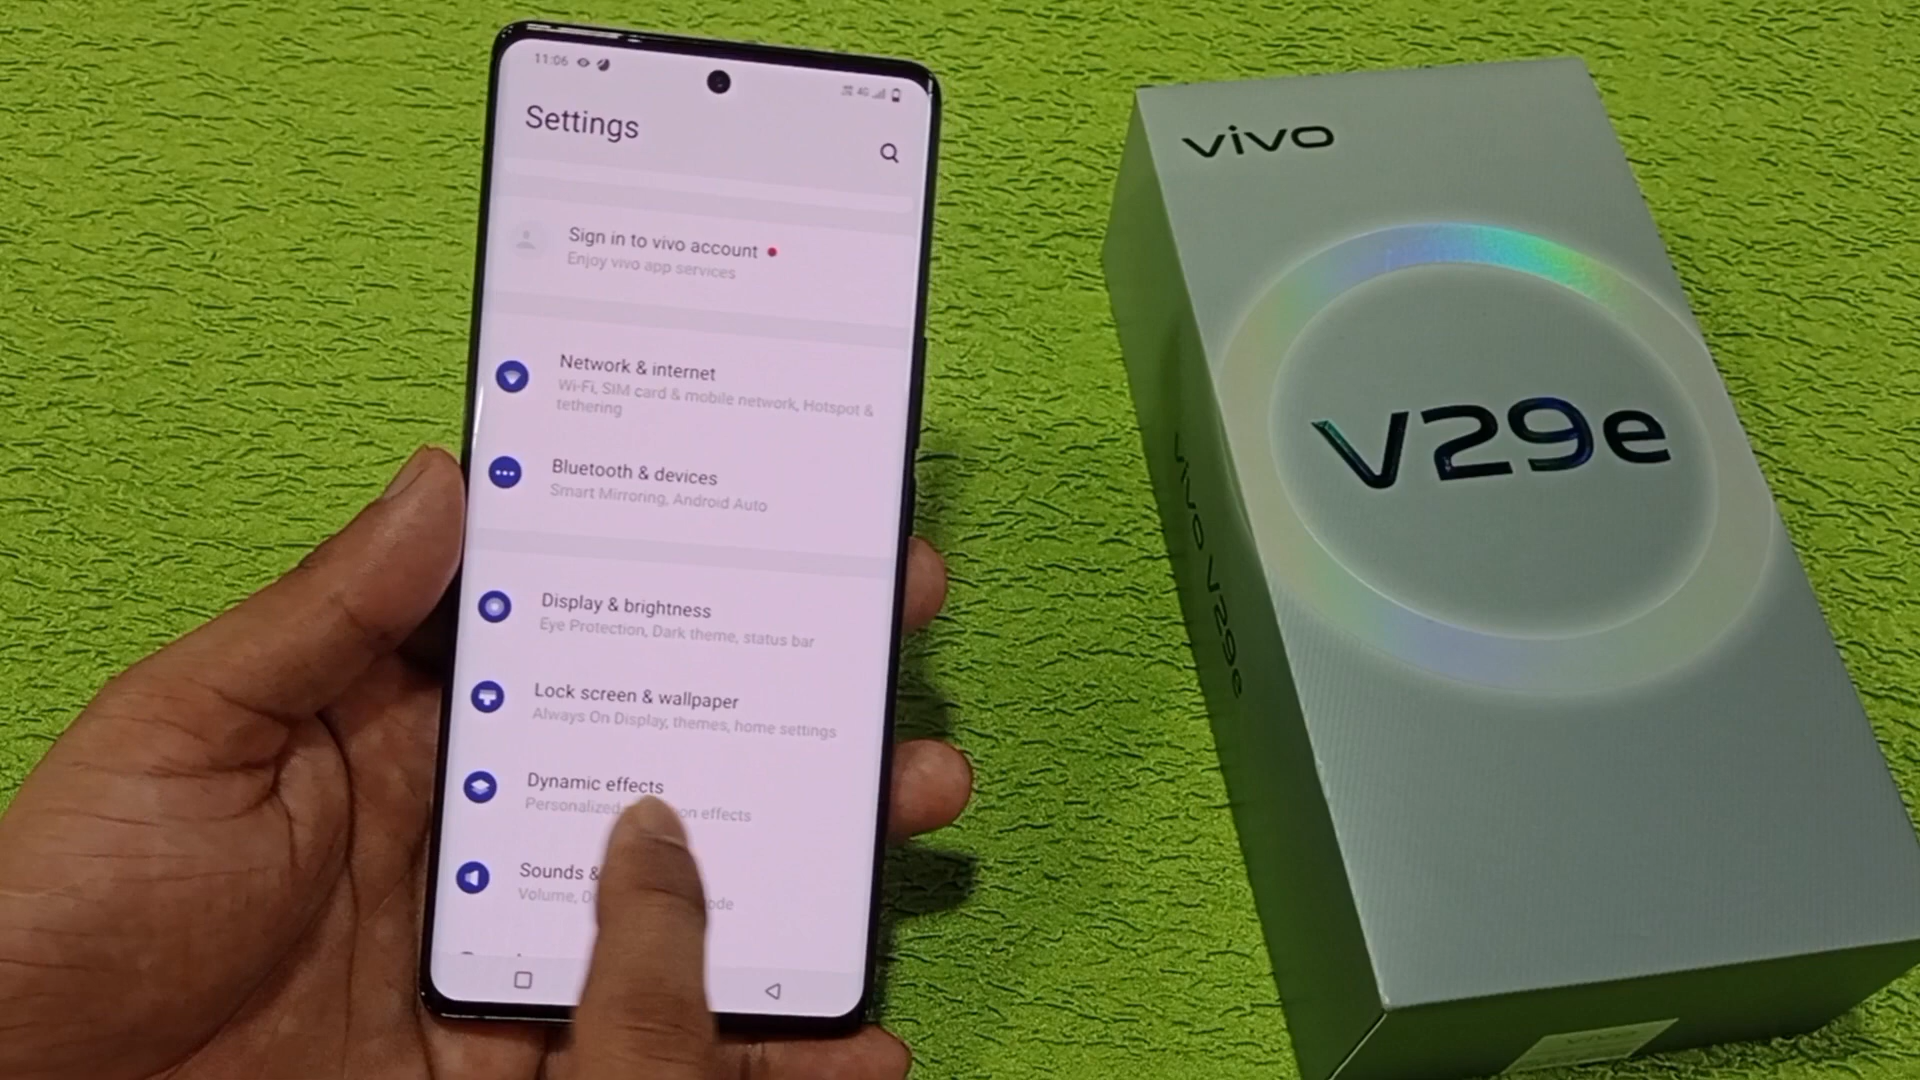 11:06
4G
Settings
Sign in to vivo account
Enjoy vivo app services
Network & internet
Wi-Fi, SIM card & mobile network, Hotspot &
tethering
Bluetooth & devices
Smart Mirroring, Android Auto
Display & brightness
Eye Protection, Dark theme, status bar
Lock screen & wallpaper
Always On Display, themes, home settings
Dynamic effects
Personalized on effects
Sounds &
Volume,
vivo
V29e
vivo V29e